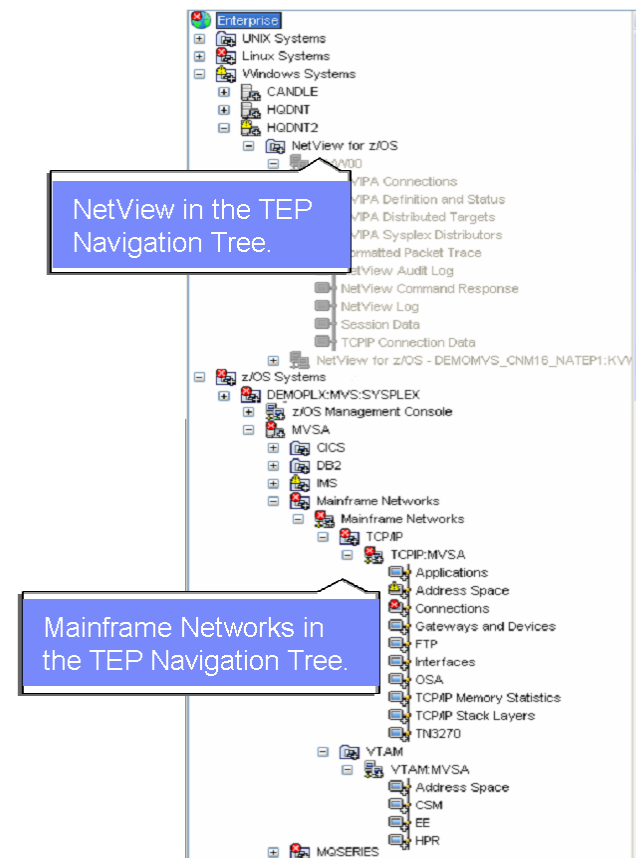 Enterprise
UNIX Systems
Linux Systems
Windows Systems
CANDLE
HQDNT
HQDNT2
NetView for z/OS
NetView in the TEP
Navigation Tree.
VIPA Connections
VIPA Definition and Status
VIPA Distributed Targets
VIPA Sysplex Distributors
ormatted Packet Trace
etView Audit Log
NetView Command Response
NetView Log
Session Data
TCPIP Connection Data
NetView for z/OS - DEMOMVS_CNM16_NATEP1:KVW
z/OS Systems
DEMOPLX:MVS:SYSPLEX
z/OS Management Console
MVSA
CICS
DB2
IMS
Mainframe Networks
Mainframe Networks
TCP/IP
TCPIP:MVSA
Mainframe Networks in
the TEP Navigation Tree.
Applications
Address Space
Connections
Gateways and Devices
FTP
Interfaces
OSA
TCP/IP Memory Statistics
TCP/IP Stack Layers
TN3270
VTAM
VTAM:MVSA
Address Space
CSM
EE
HPR
MQSERIES